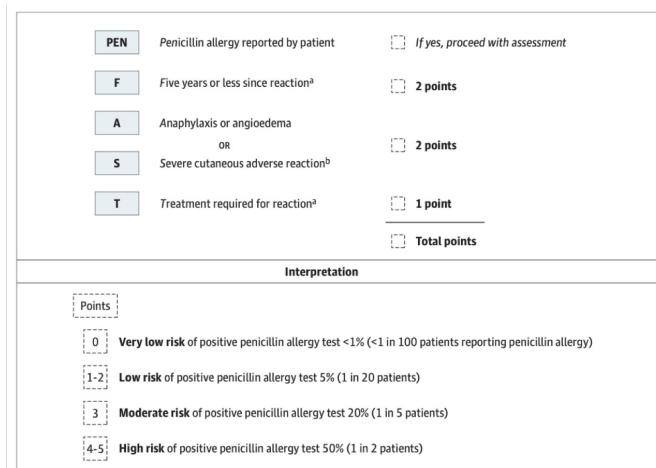 PEN Penicillin allergy reported by patient If yes, proceed with assessment
F Five years or less since reactionᵃ 2 points
A Anaphylaxis or angioedema
OR
2 points
S Severe cutaneous adverse reactionᵇ
T Treatment required for reactionᵃ 1 point
Total points
Interpretation
Points
0 Very low risk of positive penicillin allergy test <1% (<1 in 100 patients reporting penicillin allergy)
1-2 Low risk of positive penicillin allergy test 5% (1 in 20 patients)
3 Moderate risk of positive penicillin allergy test 20% (1 in 5 patients)
4-5 High risk of positive penicillin allergy test 50% (1 in 2 patients)